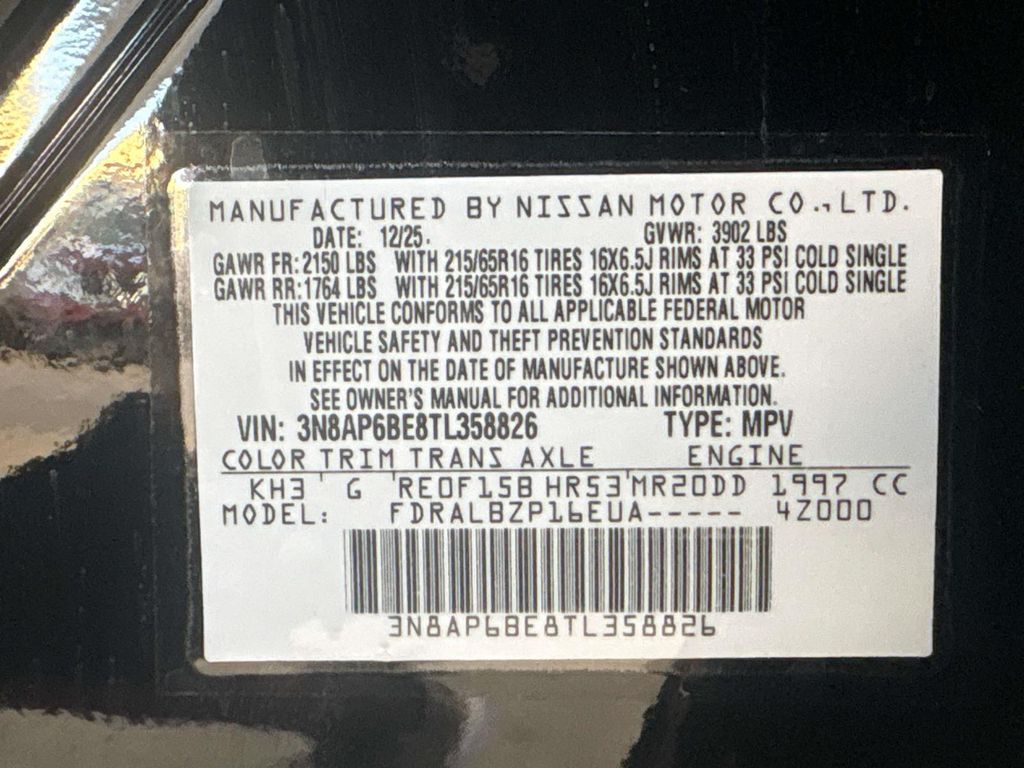 MANUFACTURED BY NISSAN MOTOR CO.,LTD.
DATE: 12/25. GVWR: 3902 LBS
GAWR FR: 2150 LBS WITH 215/65R16 TIRES 16X6.5J RIMS AT 33 PSI COLD SINGLE
GAWR RR: 1764 LBS WITH 215/65R16 TIRES 16X6.5J RIMS AT 33 PSI COLD SINGLE
THIS VEHICLE CONFORMS TO ALL APPLICABLE FEDERAL MOTOR
VEHICLE SAFETY AND THEFT PREVENTION STANDARDS
IN EFFECT ON THE DATE OF MANUFACTURE SHOWN ABOVE.
SEE OWNER'S MANUAL FOR ADDITIONAL INFORMATION.
VIN: 3N8AP6BE8TL358826 TYPE: MPV
COLOR TRIM TRANS AXLE ENGINE
KH3 G RE0F15B HR53 MR20DD 1997 CC
MODEL: FDRALBZP16EUA----- 4Z000
3N8AP6BE8TL358826